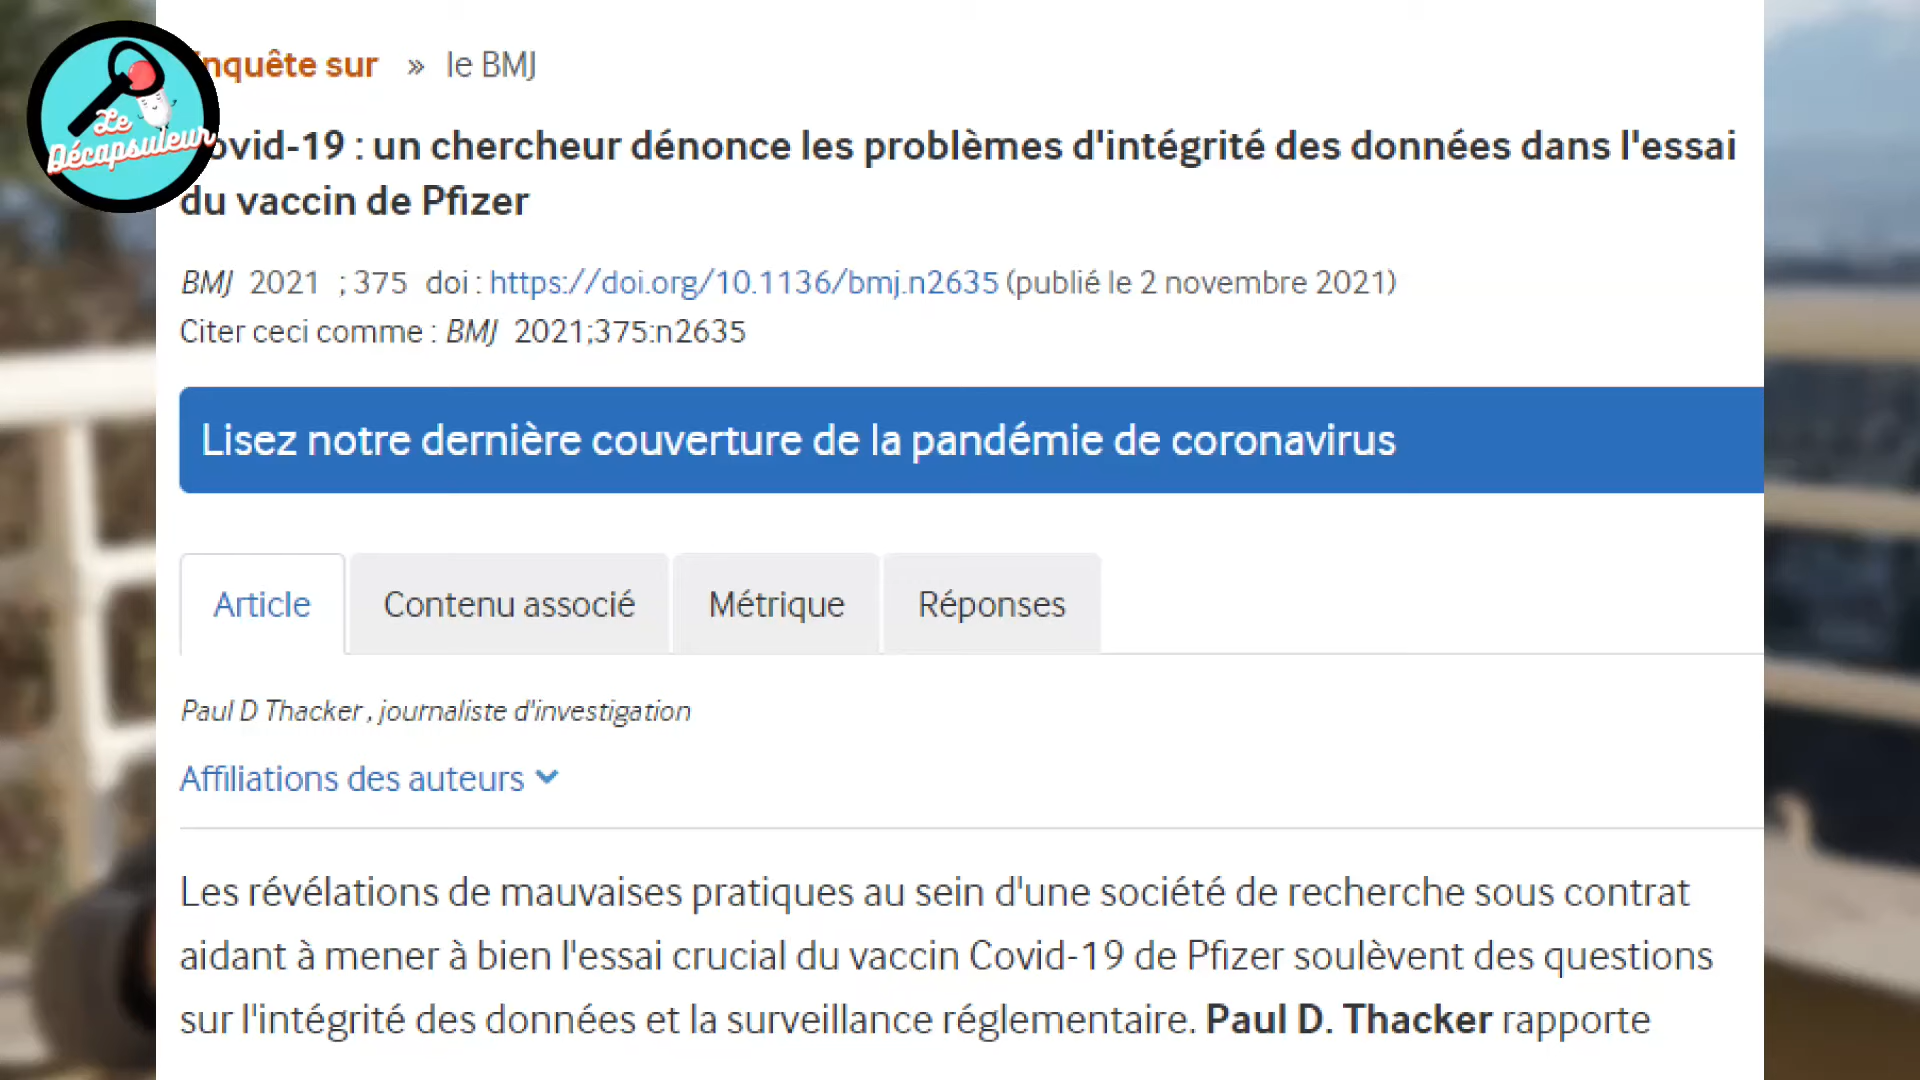 Le
Décapsuleur
nquête sur » le BMJ
ovid-19 : un chercheur dénonce les problèmes d'intégrité des données dans l'essai
du vaccin de Pfizer
BMJ 2021 ; 375 doi : https://doi.org/10.1136/bmj.n2635 (publié le 2 novembre 2021)
Citer ceci comme : BMJ 2021;375:n2635
Lisez notre dernière couverture de la pandémie de coronavirus
Article Contenu associé Métrique Réponses
Paul D Thacker , journaliste d'investigation
Affiliations des auteurs
Les révélations de mauvaises pratiques au sein d'une société de recherche sous contrat
aidant à mener à bien l'essai crucial du vaccin Covid-19 de Pfizer soulèvent des questions
sur l'intégrité des données et la surveillance réglementaire. Paul D. Thacker rapporte